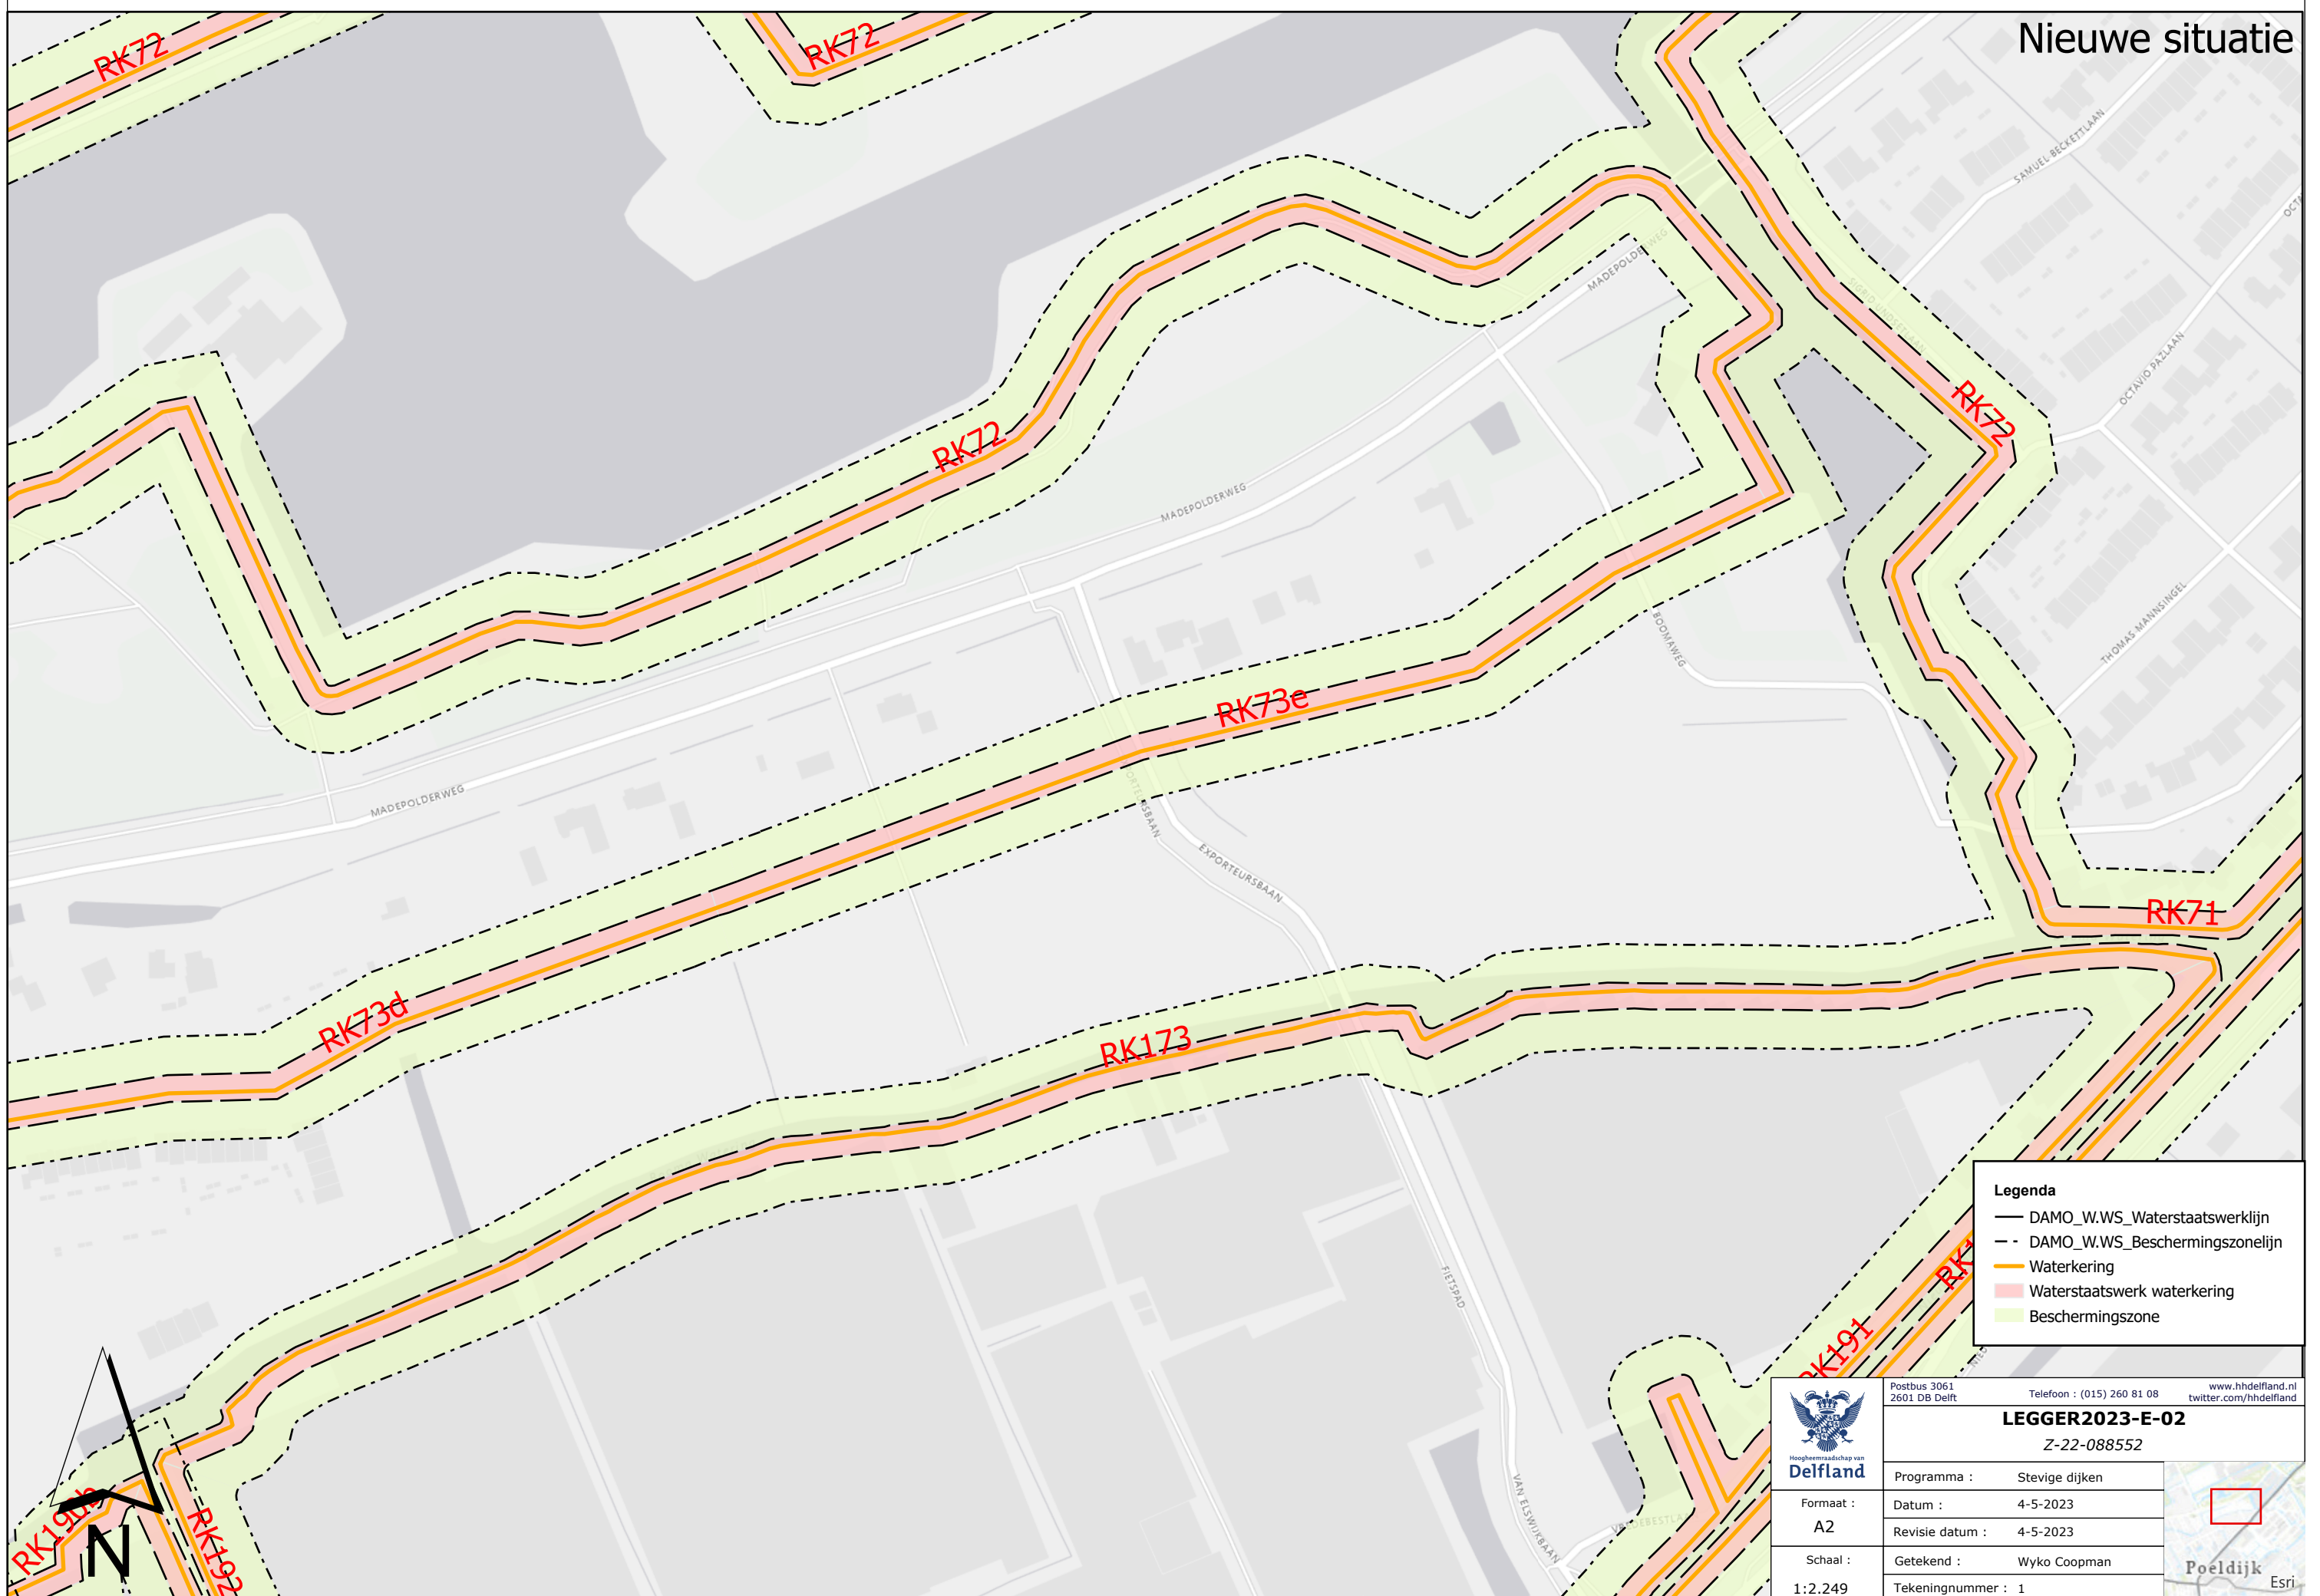 Nieuwe situatie
RK72
RK72
SAMUEL BECKETTLAAN
MADEPOLDERWEG
OCTAVIO PAZLAAN
RK72
RK72
MADEPOLDERWEG
THOMAS MANNSINGEL
BOOMAWEG
RK73e
MADEPOLDERWEG
EXPORTEURSBAAN
RK71
RK73d
RK173
FIETSPAD
RK191
RK19bb
RK192
VAN ELSWIJKBAAN
N
Legenda
DAMO_W.WS_Waterstaatswerklijn
DAMO_W.WS_Beschermingszonelijn
Waterkering
Waterstaatswerk waterkering
Beschermingszone
Hoogheemraadschap van
Delfland
Postbus 3061
2601 DB Delft
Telefoon : (015) 260 81 08
www.hhdelfland.nl
twitter.com/hhdelfland
LEGGER2023-E-02
Z-22-088552
Programma : Stevige dijken
Formaat :
A2
Datum : 4-5-2023
Revisie datum : 4-5-2023
Schaal :
1:2.249
Getekend : Wyko Coopman
Tekeningnummer : 1
Poeldijk
Esri